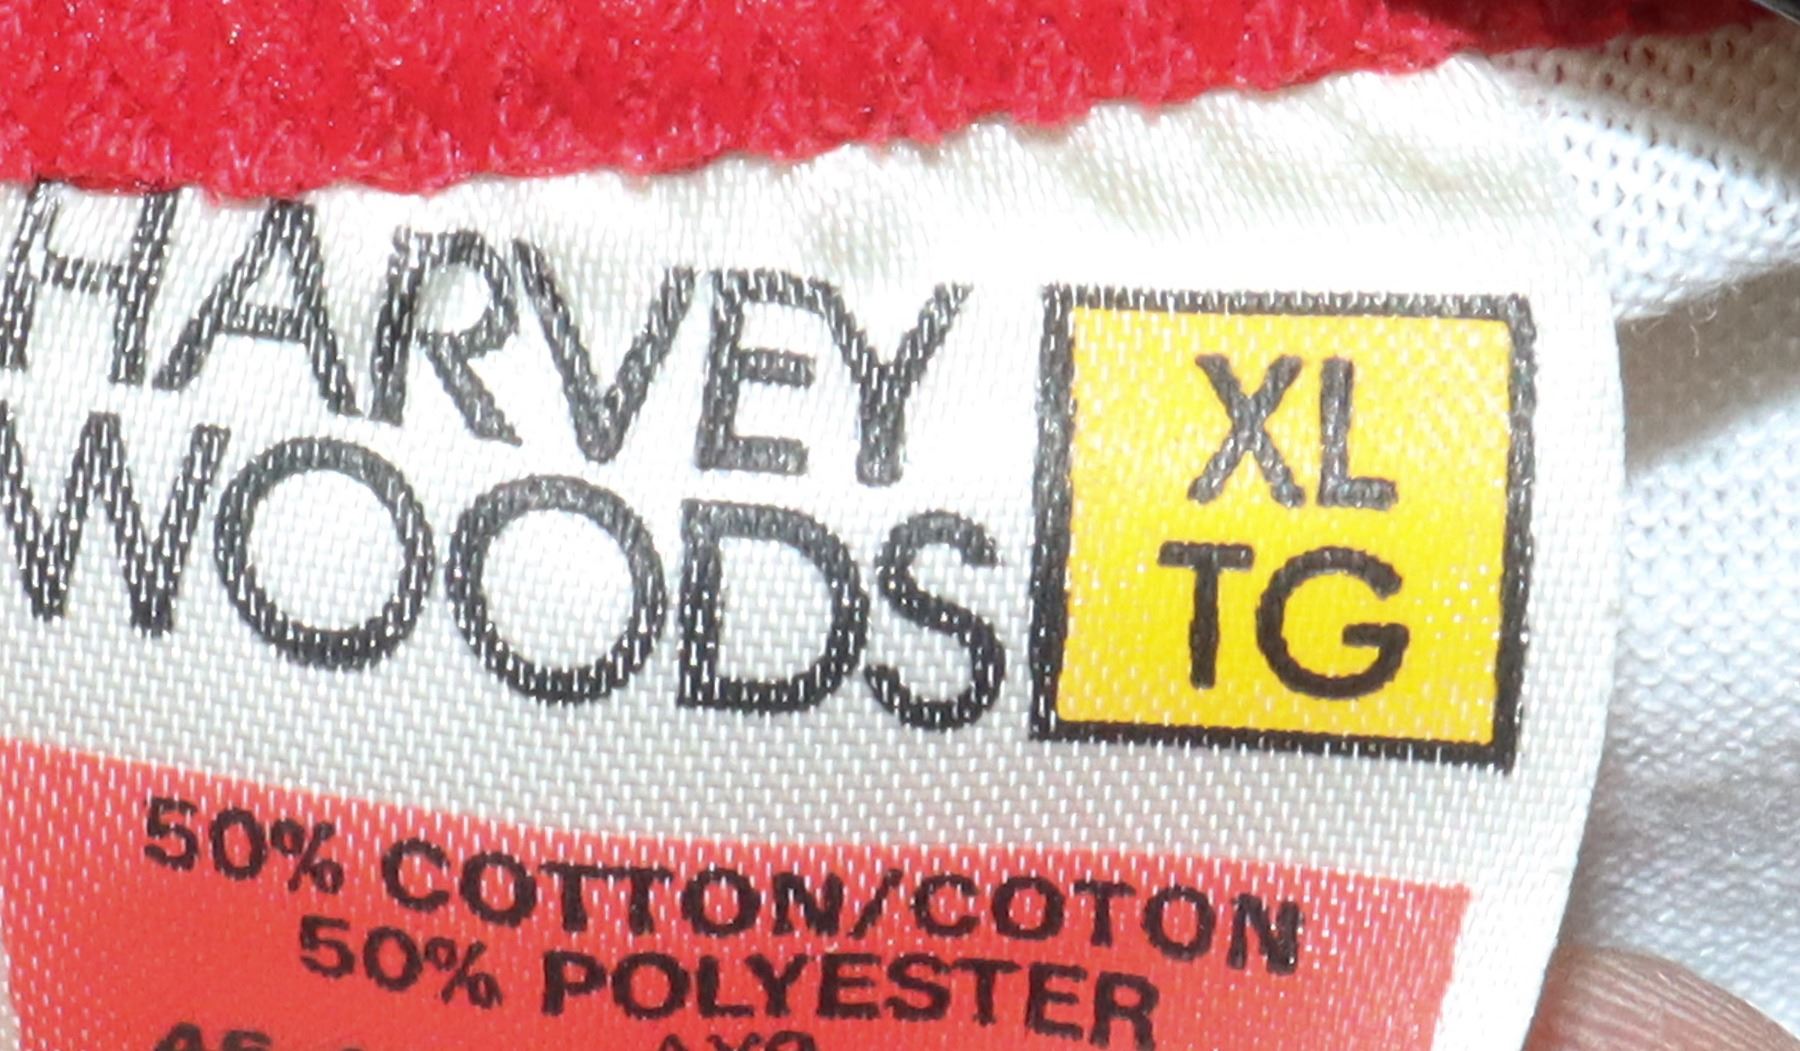 HARVEY
WOODS
XL
TG
50% COTTON/COTON
50% POLYESTER